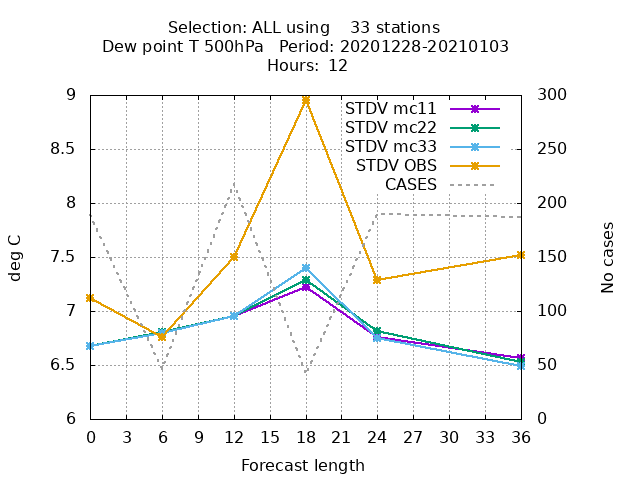 Selection: ALL using    33 stations
Dew point T 500hPa   Period: 20201228-20210103
Hours:  12
STDV mc11
STDV mc22
STDV mc33
STDV OBS
CASES
deg C
No cases
9
8.5
8
7.5
7
6.5
6
300
250
200
150
100
50
0
0 3 6 9 12 15 18 21 24 27 30 33 36
Forecast length